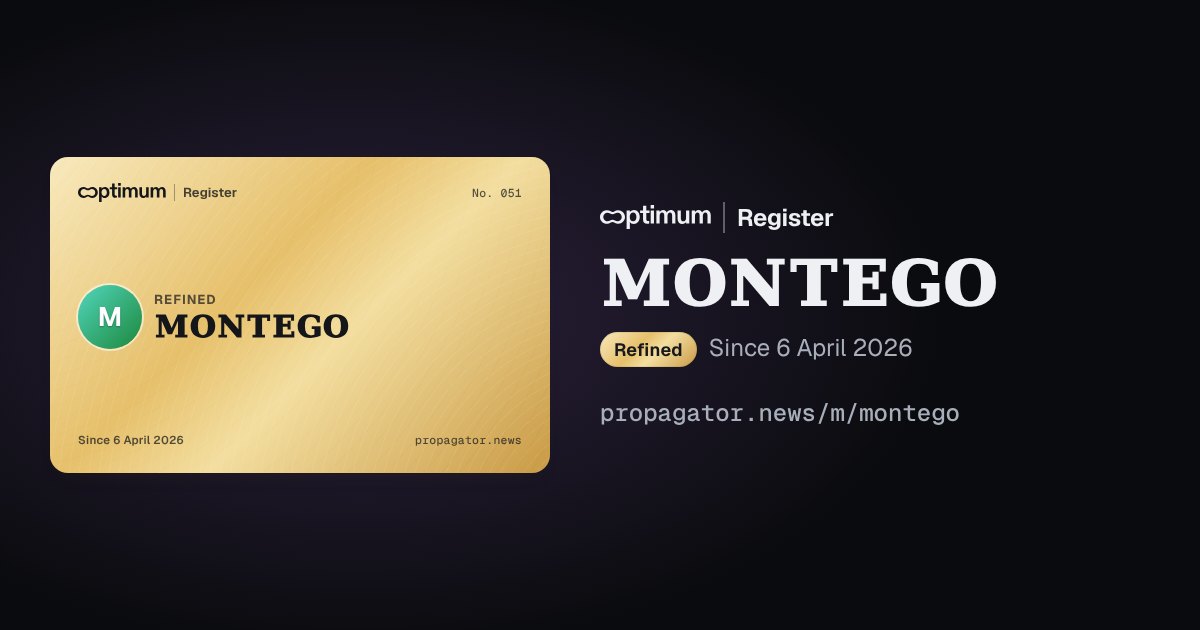 optimum | Register
No. 051
M
REFINED
MONTEGO
Since 6 April 2026
propagator.news
optimum | Register
MONTEGO
Refined Since 6 April 2026
propagator.news/m/montego